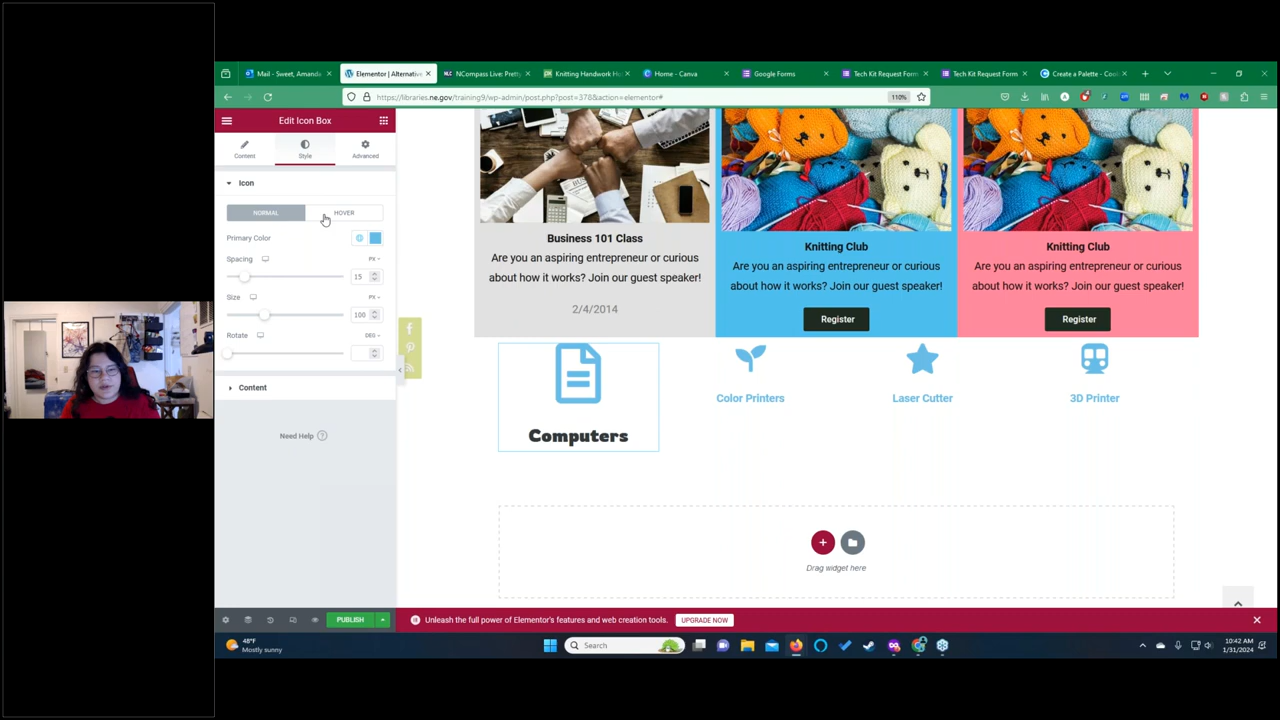 Mail - Sweet, Amanda
Elementor | Alternativ
NCompass Live: Pretty
Knitting Handwork H
Home - Canva
Google Forms
Tech Kit Request Form
Tech Kit Request Form
Create a Palette - Coo
https://libraries.ne.gov/training9/wp-admin/post.php?post=378&action=elementor#
110%
Edit Icon Box
Content
Style
Advanced
Icon
NORMAL
HOVER
Primary Color
Spacing
PX
15
Size
PX
100
Rotate
DEG
Content
Need Help
Business 101 Class
Are you an aspiring entrepreneur or curious
about how it works? Join our guest speaker!
2/4/2014
Knitting Club
Are you an aspiring entrepreneur or curious
about how it works? Join our guest speaker!
Register
Knitting Club
Are you an aspiring entrepreneur or curious
about how it works? Join our guest speaker!
Register
Computers
Color Printers
Laser Cutter
3D Printer
Drag widget here
PUBLISH
Unleash the full power of Elementor's features and web creation tools.
UPGRADE NOW
48°F
Mostly sunny
Search
10:42 AM
1/31/2024